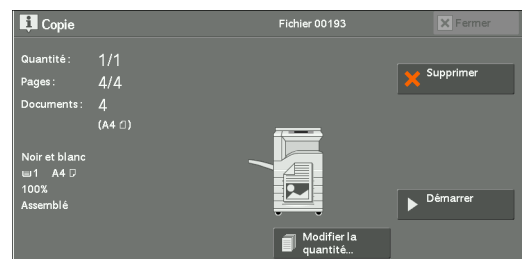 Copie
Fichier 00193
Fermer
Quantité : 1/1
Pages : 4/4
Documents : 4
(A4)
Noir et blanc
1 A4
100%
Assemblé
Supprimer
Démarrer
Modifier la
quantité...